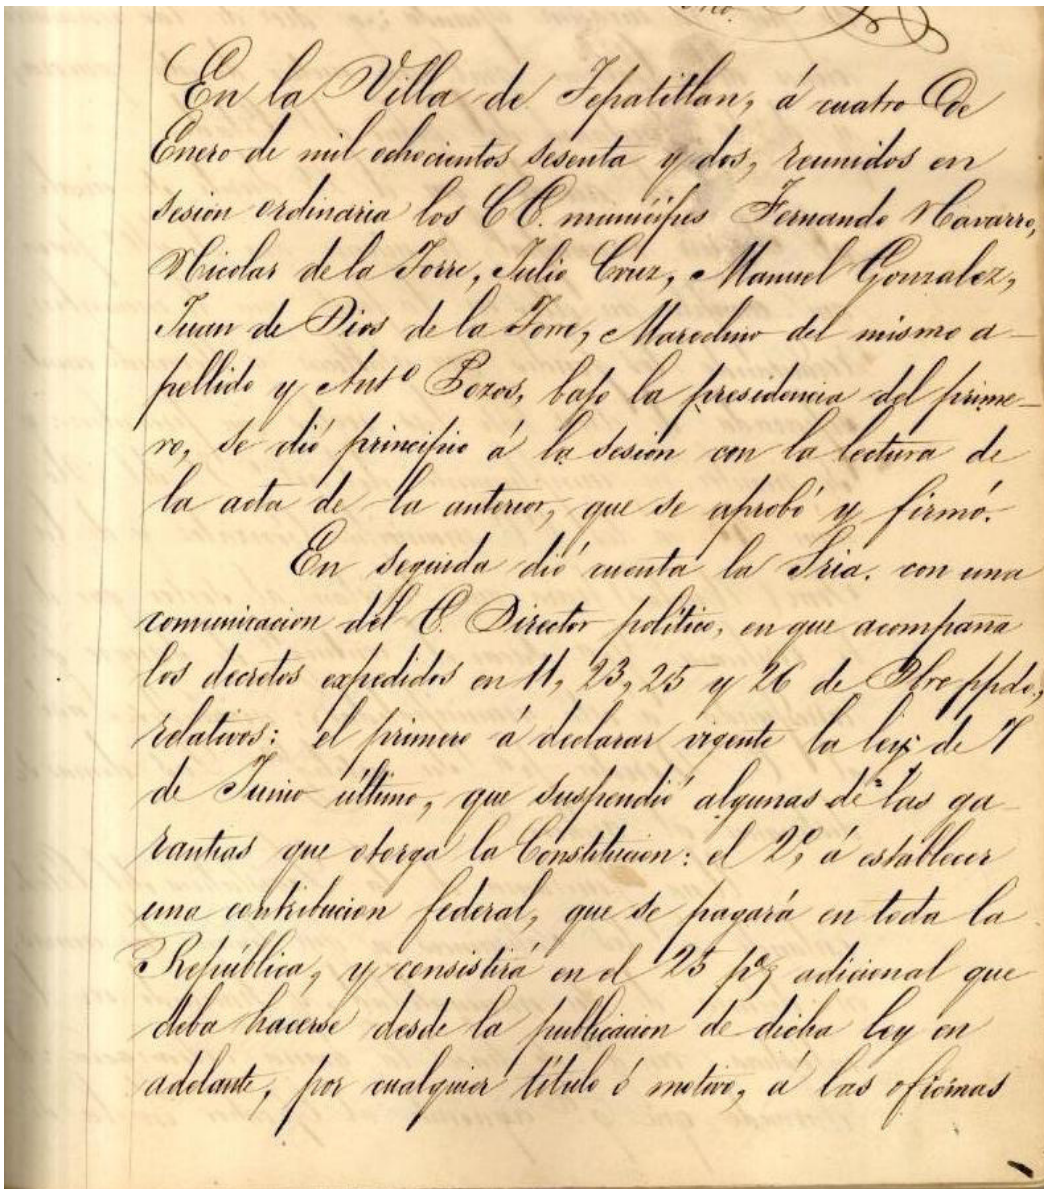 En la Villa de Tepatitlan, á cuatro de
Enero de mil ochocientos sesenta y dos, reunidos en
sesion ordinaria los CC. municipes Fernando Navarro,
Nicolas de la Torre, Julio Cruz, Manuel Gonzalez,
Juan de Dios de la Torre, Marcelino del mismo a-
pellido y Antº Pozos, bajo la presidencia del prime-
ro, se dió principio á la sesion con la lectura de
la acta de la anterior, que se aprobó y firmó.
En seguida dió cuenta la Sria. con una
comunicacion del C. Director politico, en que acompaña
los decretos expedidos en 11, 23, 25 y 26 de Dbre ppdo,
relativos: el primero á declarar vigente la ley de 7
de Junio último, que suspendió algunas de las ga-
rantias que otorga la Constitucion: el 2º, á establecer
una contribucion federal, que se pagará en toda la
República, y consistirá en el 25 p% adicional que
deba hacerse desde la publicacion de dicha ley en
adelante, por cualquier título ó motivo, á las oficinas